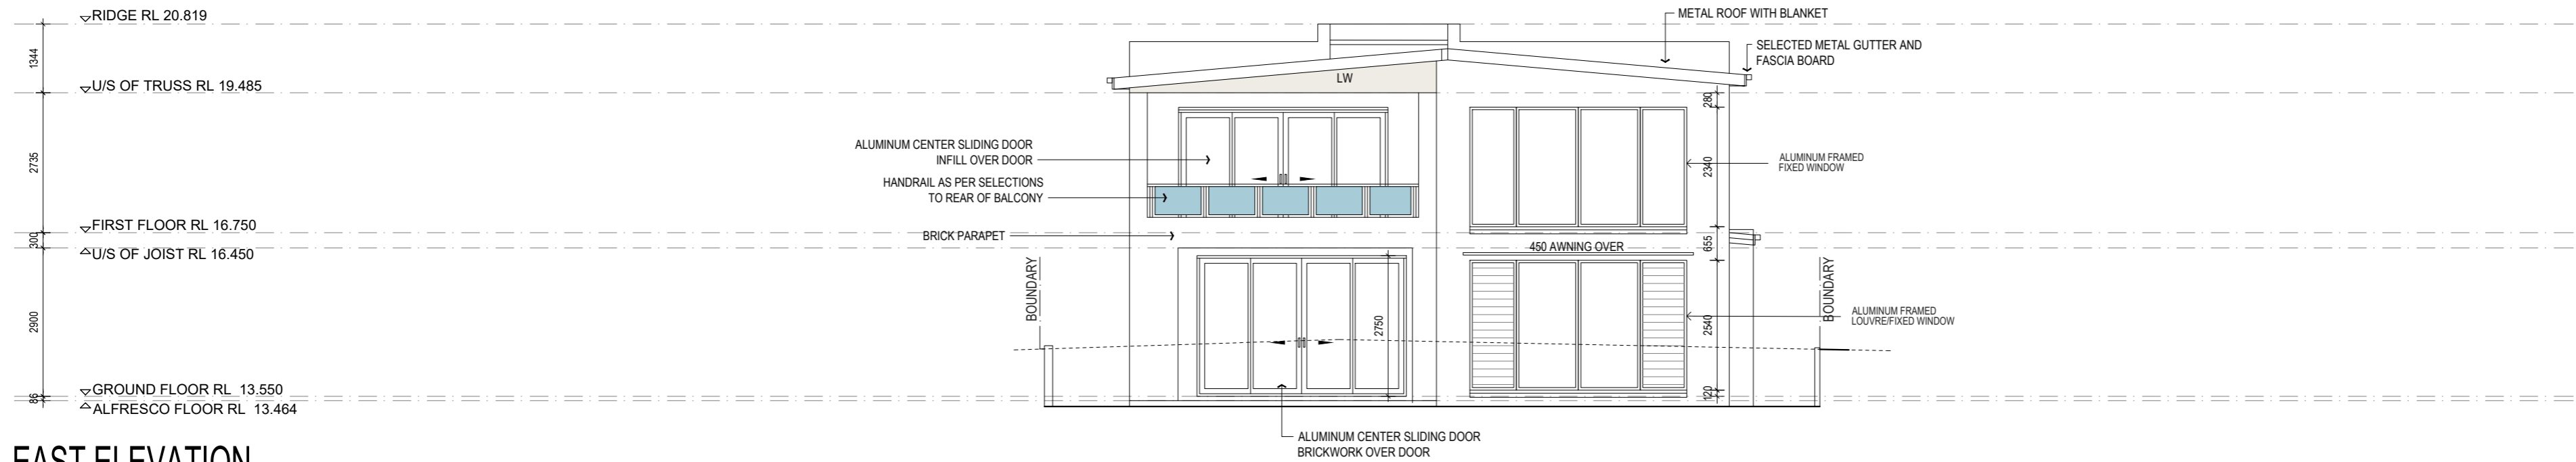 RIDGE RL 20.819
1344
U/S OF TRUSS RL 19.485
2735
FIRST FLOOR RL 16.750
300
U/S OF JOIST RL 16.450
2900
GROUND FLOOR RL 13.550
86
ALFRESCO FLOOR RL 13.464
METAL ROOF WITH BLANKET
SELECTED METAL GUTTER AND
FASCIA BOARD
LW
280
ALUMINUM CENTER SLIDING DOOR
INFILL OVER DOOR
HANDRAIL AS PER SELECTIONS
TO REAR OF BALCONY
BRICK PARAPET
2340
ALUMINUM FRAMED
FIXED WINDOW
450 AWNING OVER
655
BOUNDARY
BOUNDARY
2750
2540
ALUMINUM FRAMED
LOUVRE/FIXED WINDOW
120
ALUMINUM CENTER SLIDING DOOR
BRICKWORK OVER DOOR
EAST ELEVATION